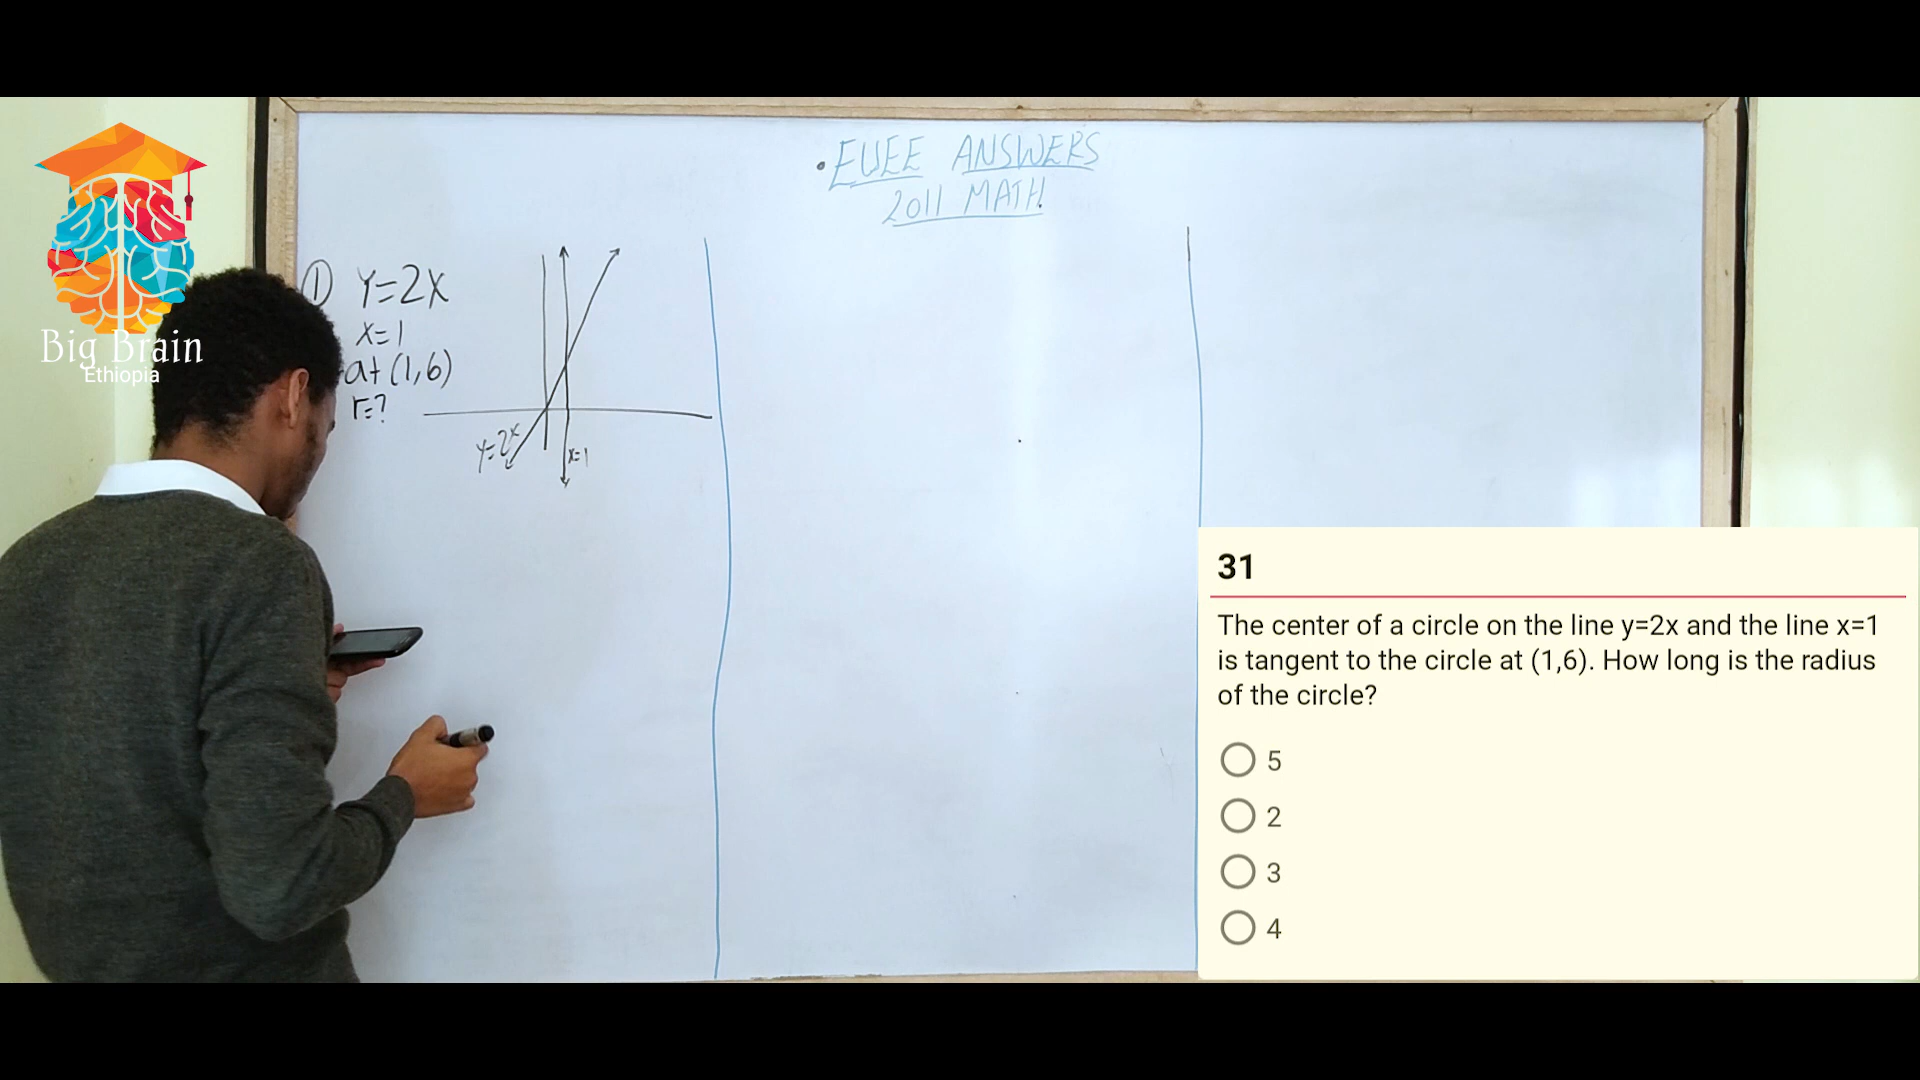 Big Brain
Ethiopia
• EUEE ANSWERS
2011 MATH
① Y=2X
x=1
at (1,6)
r=?
y=2x
x=1
31
The center of a circle on the line y=2x and the line x=1
is tangent to the circle at (1,6). How long is the radius
of the circle?
5
2
3
4